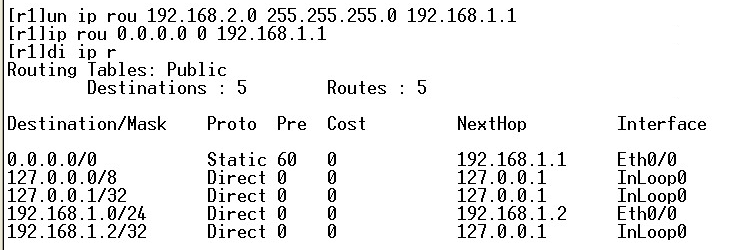 [r1]un ip rou 192.168.2.0 255.255.255.0 192.168.1.1
[r1]ip rou 0.0.0.0 0 192.168.1.1
[r1]di ip r
Routing Tables: Public
Destinations : 5 Routes : 5
Destination/Mask Proto Pre Cost NextHop Interface
0.0.0.0/0 Static 60 0 192.168.1.1 Eth0/0
127.0.0.0/8 Direct 0 0 127.0.0.1 InLoop0
127.0.0.1/32 Direct 0 0 127.0.0.1 InLoop0
192.168.1.0/24 Direct 0 0 192.168.1.2 Eth0/0
192.168.1.2/32 Direct 0 0 127.0.0.1 InLoop0